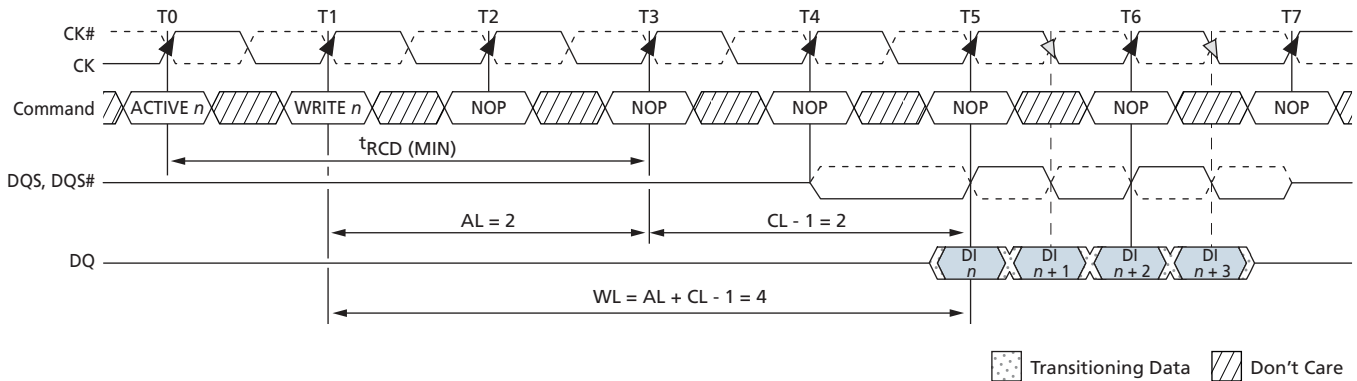 T0 T1 T2 T3 T4 T5 T6 T7
CK#
CK
Command ACTIVE n WRITE n NOP NOP NOP NOP NOP NOP
tRCD (MIN)
DQS, DQS#
AL = 2 CL - 1 = 2
DQ DI n DI n + 1 DI n + 2 DI n + 3
WL = AL + CL - 1 = 4
Transitioning Data Don't Care